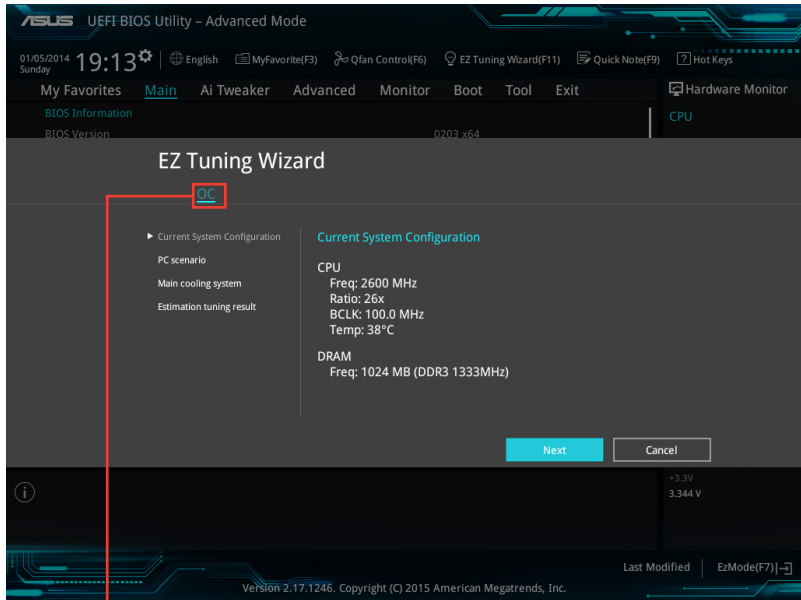 ASUS UEFI BIOS Utility – Advanced Mode
01/05/2014 Sunday 19:13 English MyFavorite(F3) Qfan Control(F6) EZ Tuning Wizard(F11) Quick Note(F9) ? Hot Keys
My Favorites Main Ai Tweaker Advanced Monitor Boot Tool Exit Hardware Monitor
BIOS Information CPU
BIOS Version 0203 x64
EZ Tuning Wizard
OC
Current System Configuration
PC scenario
Main cooling system
Estimation tuning result
Current System Configuration
CPU
Freq: 2600 MHz
Ratio: 26x
BCLK: 100.0 MHz
Temp: 38°C
DRAM
Freq: 1024 MB (DDR3 1333MHz)
Next Cancel
+3.3V
3.344 V
Last Modified EzMode(F7)
Version 2.17.1246. Copyright (C) 2015 American Megatrends, Inc.